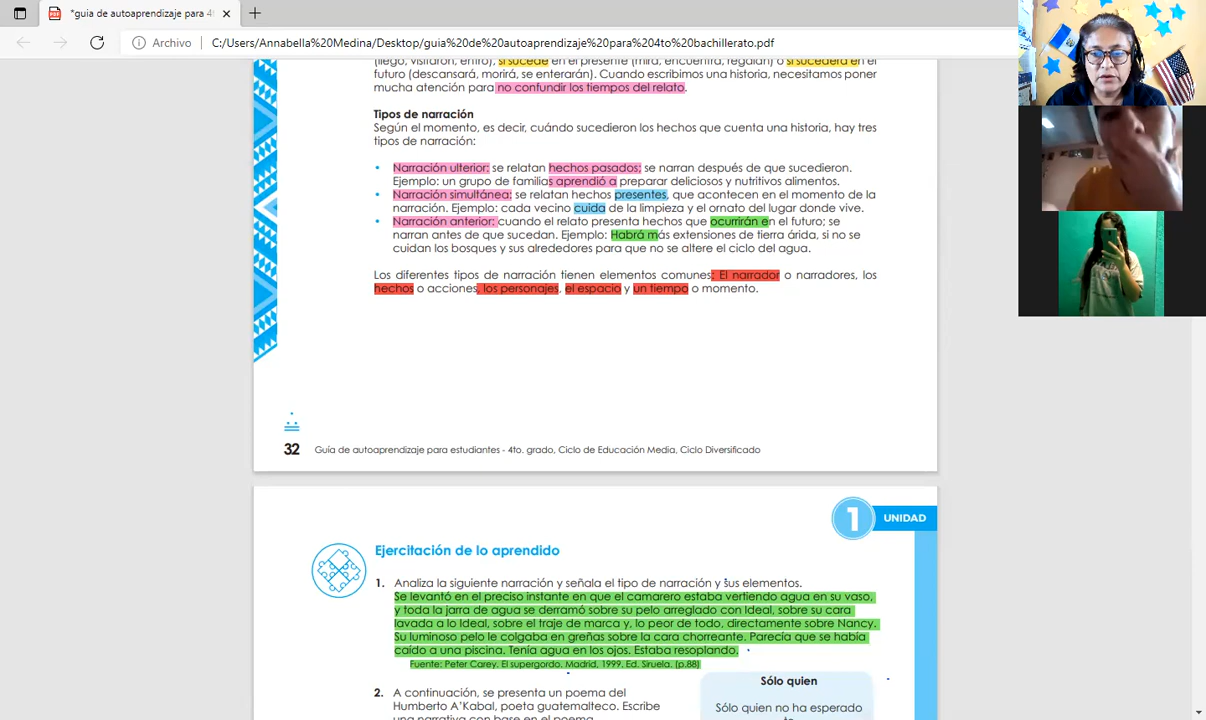 *guia de autoaprendizaje para 4t
Archivo
C:/Users/Annabella%20Medina/Desktop/guia%20de%20autoaprendizaje%20para%204to%20bachillerato.pdf
(llegó, visitaron, entró), si sucede en el presente (mira, encuentra, regalan) o si sucederá en el
futuro (descansará, morirá, se enterarán). Cuando escribimos una historia, necesitamos poner
mucha atención para no confundir los tiempos del relato.
Tipos de narración
Según el momento, es decir, cuándo sucedieron los hechos que cuenta una historia, hay tres
tipos de narración:
• Narración ulterior: se relatan hechos pasados; se narran después de que sucedieron.
Ejemplo: un grupo de familias aprendió a preparar deliciosos y nutritivos alimentos.
• Narración simultánea: se relatan hechos presentes, que acontecen en el momento de la
narración. Ejemplo: cada vecino cuida de la limpieza y el ornato del lugar donde vive.
• Narración anterior: cuando el relato presenta hechos que ocurrirán en el futuro; se
narran antes de que sucedan. Ejemplo: Habrá más extensiones de tierra árida, si no se
cuidan los bosques y sus alrededores para que no se altere el ciclo del agua.
Los diferentes tipos de narración tienen elementos comunes: El narrador o narradores, los
hechos o acciones, los personajes, el espacio y un tiempo o momento.
32 Guía de autoaprendizaje para estudiantes - 4to. grado, Ciclo de Educación Media, Ciclo Diversificado
1 UNIDAD
Ejercitación de lo aprendido
1. Analiza la siguiente narración y señala el tipo de narración y sus elementos.
Se levantó en el preciso instante en que el camarero estaba vertiendo agua en su vaso,
y toda la jarra de agua se derramó sobre su pelo arreglado con Ideal, sobre su cara
lavada a lo Ideal, sobre el traje de marca y, lo peor de todo, directamente sobre Nancy.
Su luminoso pelo le colgaba en greñas sobre la cara chorreante. Parecía que se había
caído a una piscina. Tenía agua en los ojos. Estaba resoplando.
Fuente: Peter Carey. El supergordo. Madrid, 1999. Ed. Siruela. (p.88)
2. A continuación, se presenta un poema del
Humberto A'Kabal, poeta guatemalteco. Escribe
una narrativa con base en el poema.
Sólo quien
Sólo quien no ha esperado